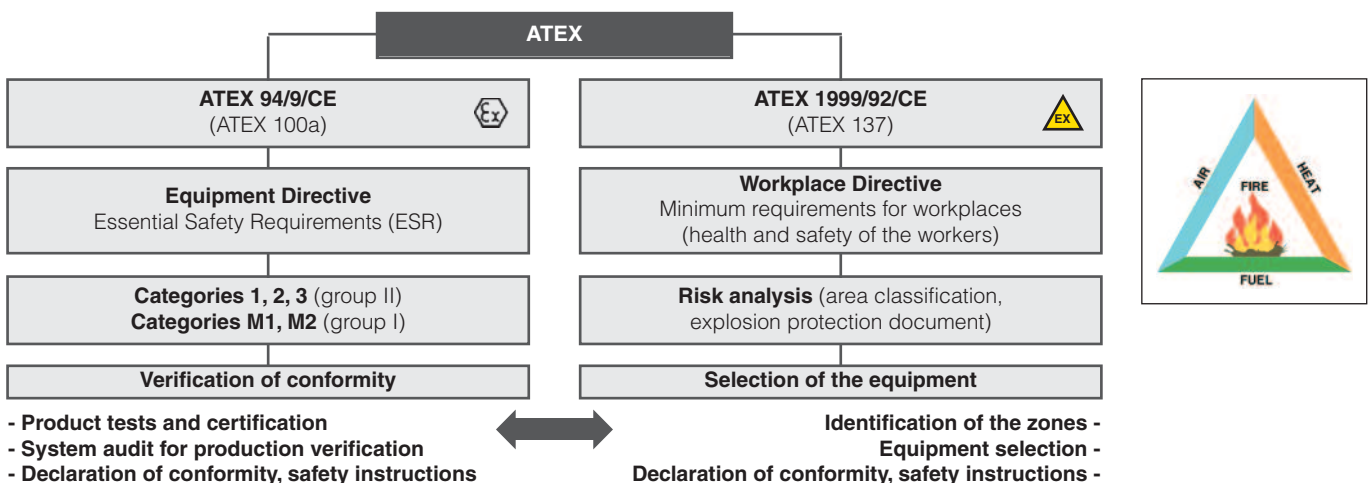 ATEX
ATEX 94/9/CE
(ATEX 100a)
Ex
Equipment Directive
Essential Safety Requirements (ESR)
Categories 1, 2, 3 (group II)
Categories M1, M2 (group I)
Verification of conformity
- Product tests and certification
- System audit for production verification
- Declaration of conformity, safety instructions
ATEX 1999/92/CE
(ATEX 137)
EX
Workplace Directive
Minimum requirements for workplaces
(health and safety of the workers)
Risk analysis (area classification,
explosion protection document)
Selection of the equipment
Identification of the zones -
Equipment selection -
Declaration of conformity, safety instructions -
AIR
HEAT
FIRE
FUEL